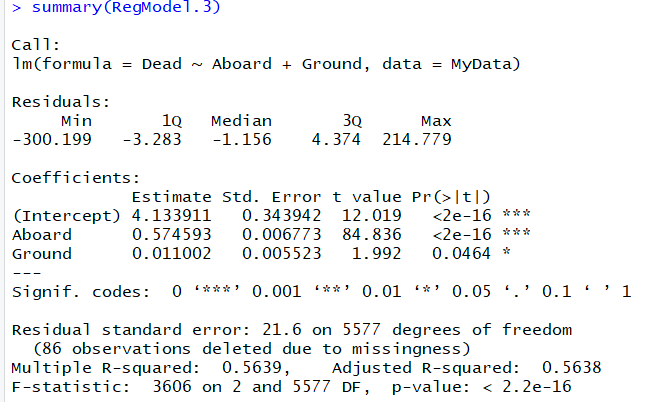 > summary(RegModel.3)
Call:
lm(formula = Dead ~ Aboard + Ground, data = MyData)
Residuals:
Min 1Q Median 3Q Max
-300.199 -3.283 -1.156 4.374 214.779
Coefficients:
Estimate Std. Error t value Pr(>|t|)
(Intercept) 4.133911 0.343942 12.019 <2e-16 ***
Aboard 0.574593 0.006773 84.836 <2e-16 ***
Ground 0.011002 0.005523 1.992 0.0464 *
---
Signif. codes: 0 ‘***’ 0.001 ‘**’ 0.01 ‘*’ 0.05 ‘.’ 0.1 ‘ ’ 1
Residual standard error: 21.6 on 5577 degrees of freedom
(86 observations deleted due to missingness)
Multiple R-squared: 0.5639, Adjusted R-squared: 0.5638
F-statistic: 3606 on 2 and 5577 DF, p-value: < 2.2e-16